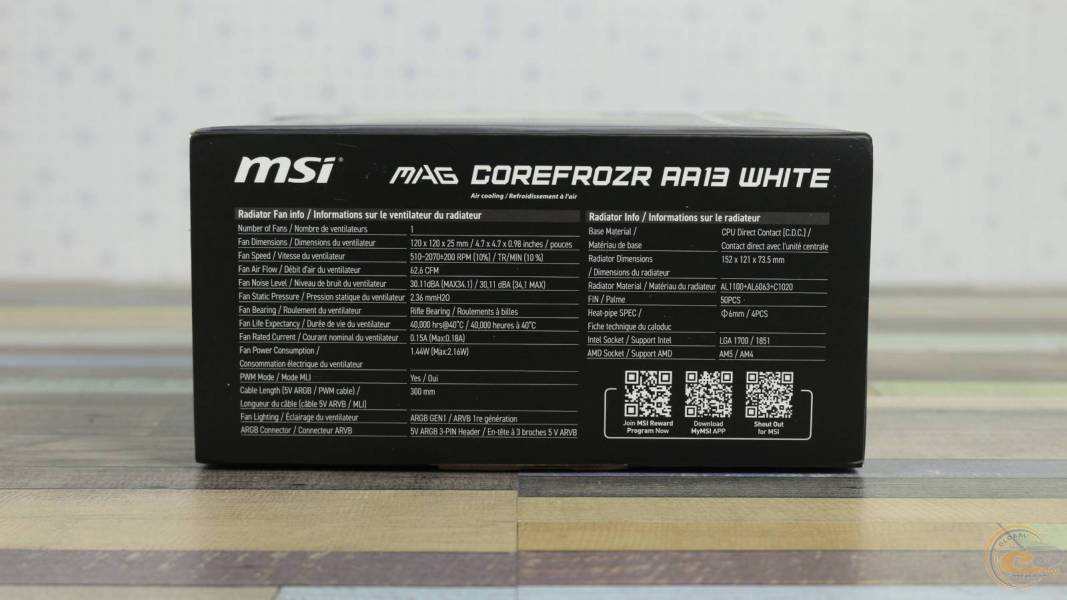 msi
MAG COREFROZR AA13 WHITE
Air cooling / Refroidissement à l'air
Radiator Fan info / Informations sur le ventilateur du radiateur
Number of Fans / Nombre de ventilateurs 1
Fan Dimensions / Dimensions du ventilateur 120 x 120 x 25 mm / 4.7 x 4.7 x 0.98 inches / pouces
Fan Speed / Vitesse du ventilateur 510~2070±200 RPM (10%) / TR/MIN (10 %)
Fan Air Flow / Débit d'air du ventilateur 62.6 CFM
Fan Noise Level / Niveau de bruit du ventilateur 30.11dBA (MAX34.1) / 30,11 dBA (34,1 MAX)
Fan Static Pressure / Pression statique du ventilateur 2.36 mmH2O
Fan Bearing / Roulement du ventilateur Rifle Bearing / Roulements à billes
Fan Life Expectancy / Durée de vie du ventilateur 40,000 hrs@40°C / 40,000 heures à 40°C
Fan Rated Current / Courant nominal du ventilateur 0.15A (Max:0.18A)
Fan Power Consumption / 1.44W (Max:2.16W)
Consommation électrique du ventilateur
PWM Mode / Mode MLI Yes / Oui
Cable Length (5V ARGB / PWM cable) / 300 mm
Longueur du câble (câble 5V ARVB / MLI)
Fan Lighting / Éclairage du ventilateur ARGB GEN1 / ARVB 1re génération
ARGB Connector / Connecteur ARVB 5V ARGB 3-PIN Header / En-tête à 3 broches 5 V ARVB
Radiator Info / Informations sur le radiateur
Base Material / CPU Direct Contact (C.D.C.) /
Matériau de base Contact direct avec l'unité centrale
Radiator Dimensions 152 x 121 x 73.5 mm
/ Dimensions du radiateur
Radiator Material / Matériau du radiateur AL1100+AL6063+C1020
FIN / Palme 50PCS
Heat-pipe SPEC / Φ6mm / 4PCS
Fiche technique du caloduc
Intel Socket / Support Intel LGA 1700 / 1851
AMD Socket / Support AMD AM5 / AM4
Join MSI Reward
Program Now
Download
MyMSI APP
Shout Out
for MSI
GLOBAL